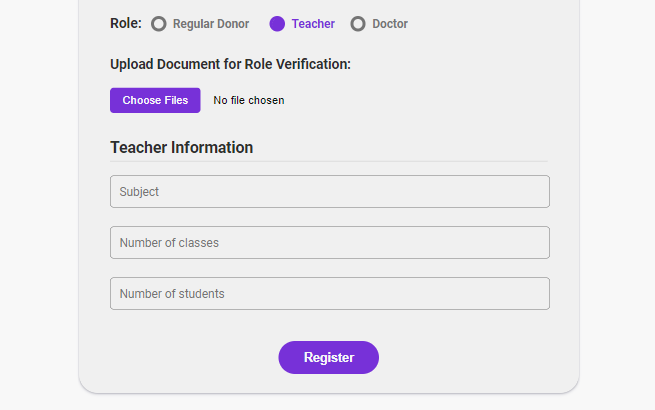 Role: Regular Donor Teacher Doctor
Upload Document for Role Verification:
Choose Files No file chosen
Teacher Information
Subject
Number of classes
Number of students
Register